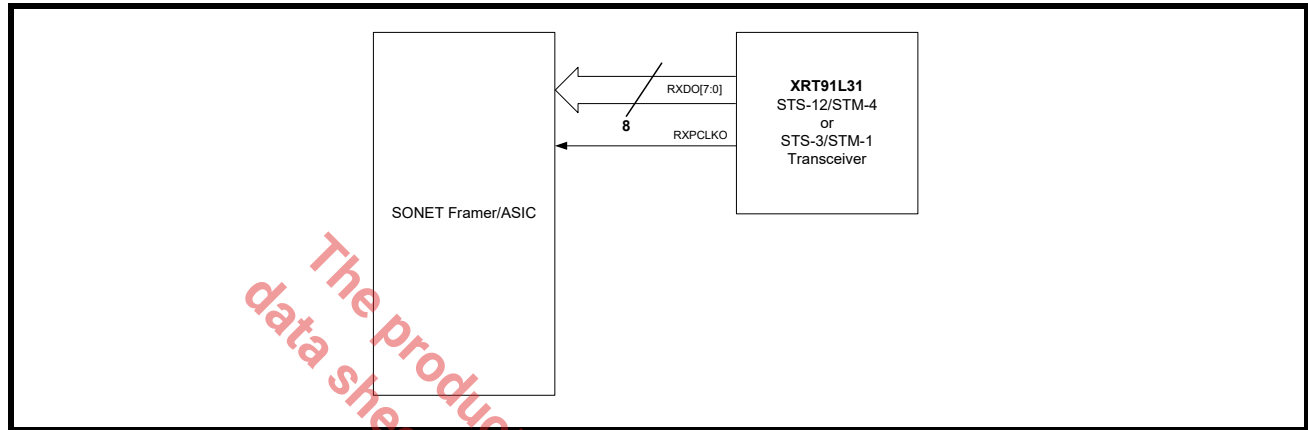 RXDO[7:0]
8
RXPCLKO
XRT91L31
STS-12/STM-4
or
STS-3/STM-1
Transceiver
SONET Framer/ASIC
The produc
data shee